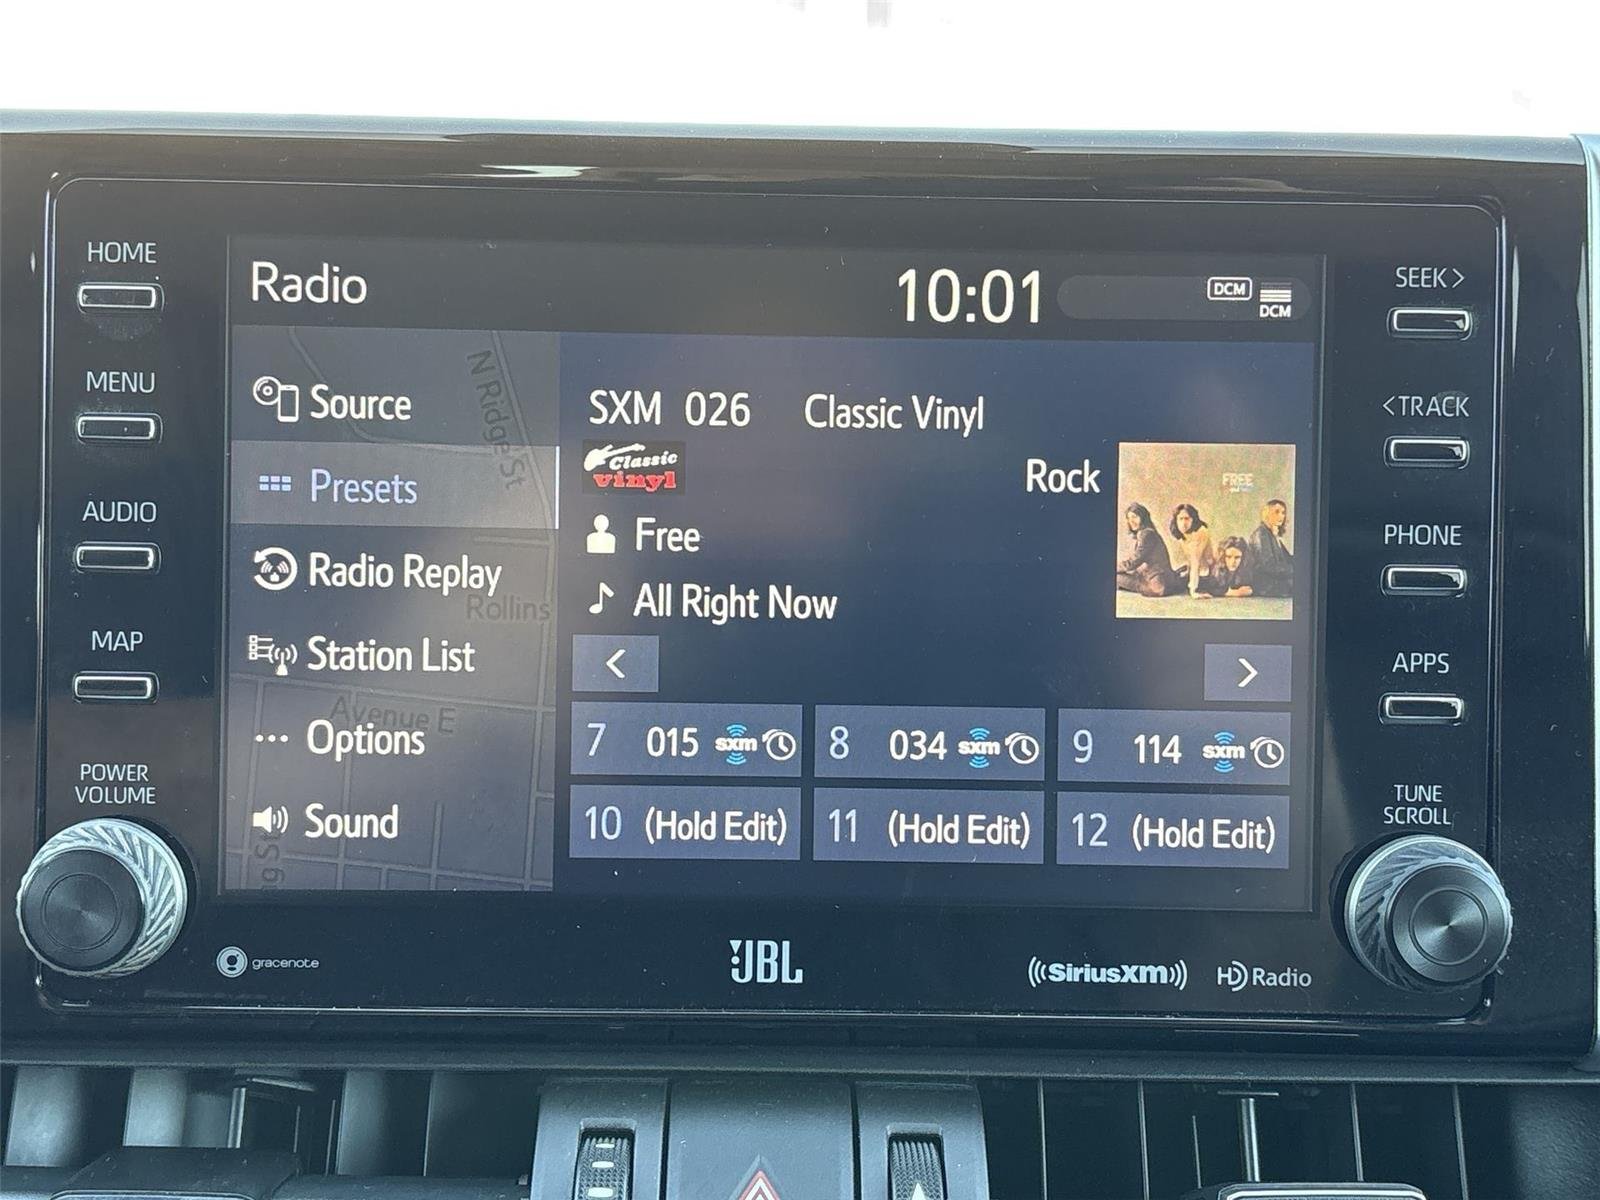 HOME
MENU
AUDIO
MAP
POWER
VOLUME
Radio
10:01
DCM
DCM
Source
Presets
Radio Replay
Station List
Options
Sound
N Ridge St
Rollins
Avenue E
SXM 026 Classic Vinyl
Classic
vinyl
Rock
FREE
Free
All Right Now
<
>
7 015 sxm
8 034 sxm
9 114 sxm
10 (Hold Edit)
11 (Hold Edit)
12 (Hold Edit)
SEEK >
< TRACK
PHONE
APPS
TUNE
SCROLL
gracenote
JBL
((SiriusXM))
HD Radio